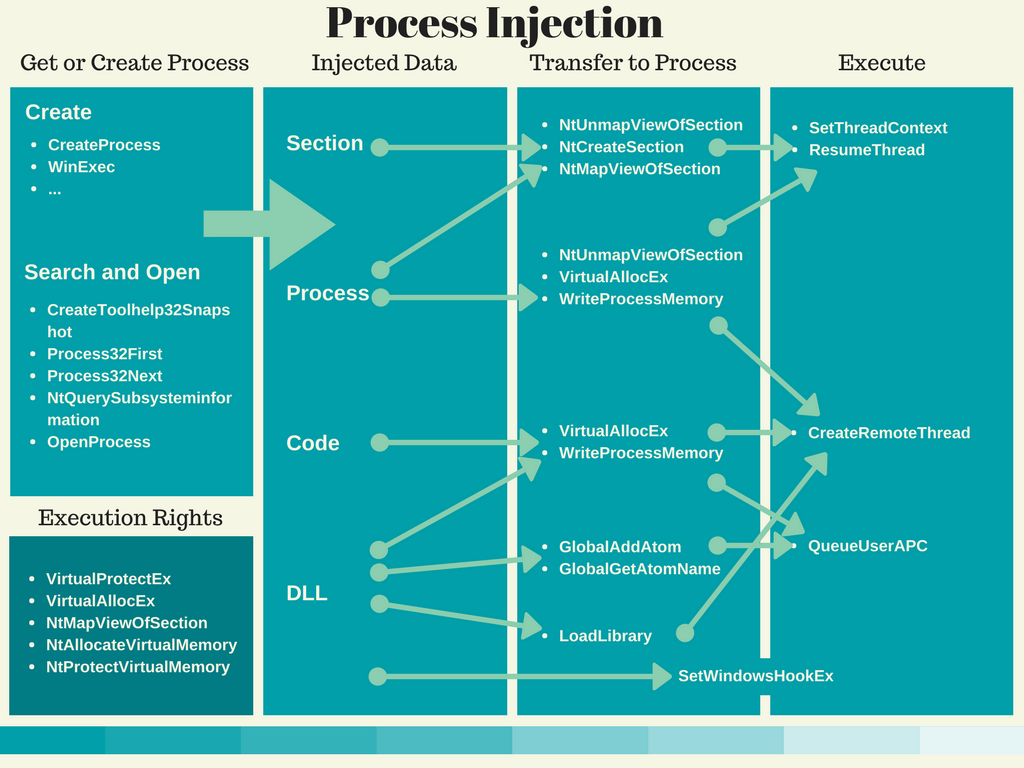 Process Injection
Get or Create Process
Injected Data
Transfer to Process
Execute
Create
• CreateProcess
• WinExec
• ...
Search and Open
• CreateToolhelp32Snaps
hot
• Process32First
• Process32Next
• NtQuerySubsysteminfor
mation
• OpenProcess
Execution Rights
• VirtualProtectEx
• VirtualAllocEx
• NtMapViewOfSection
• NtAllocateVirtualMemory
• NtProtectVirtualMemory
Section
Process
Code
DLL
• NtUnmapViewOfSection
• NtCreateSection
• NtMapViewOfSection
• NtUnmapViewOfSection
• VirtualAllocEx
• WriteProcessMemory
• VirtualAllocEx
• WriteProcessMemory
• GlobalAddAtom
• GlobalGetAtomName
• LoadLibrary
SetWindowsHookEx
• SetThreadContext
• ResumeThread
• CreateRemoteThread
• QueueUserAPC